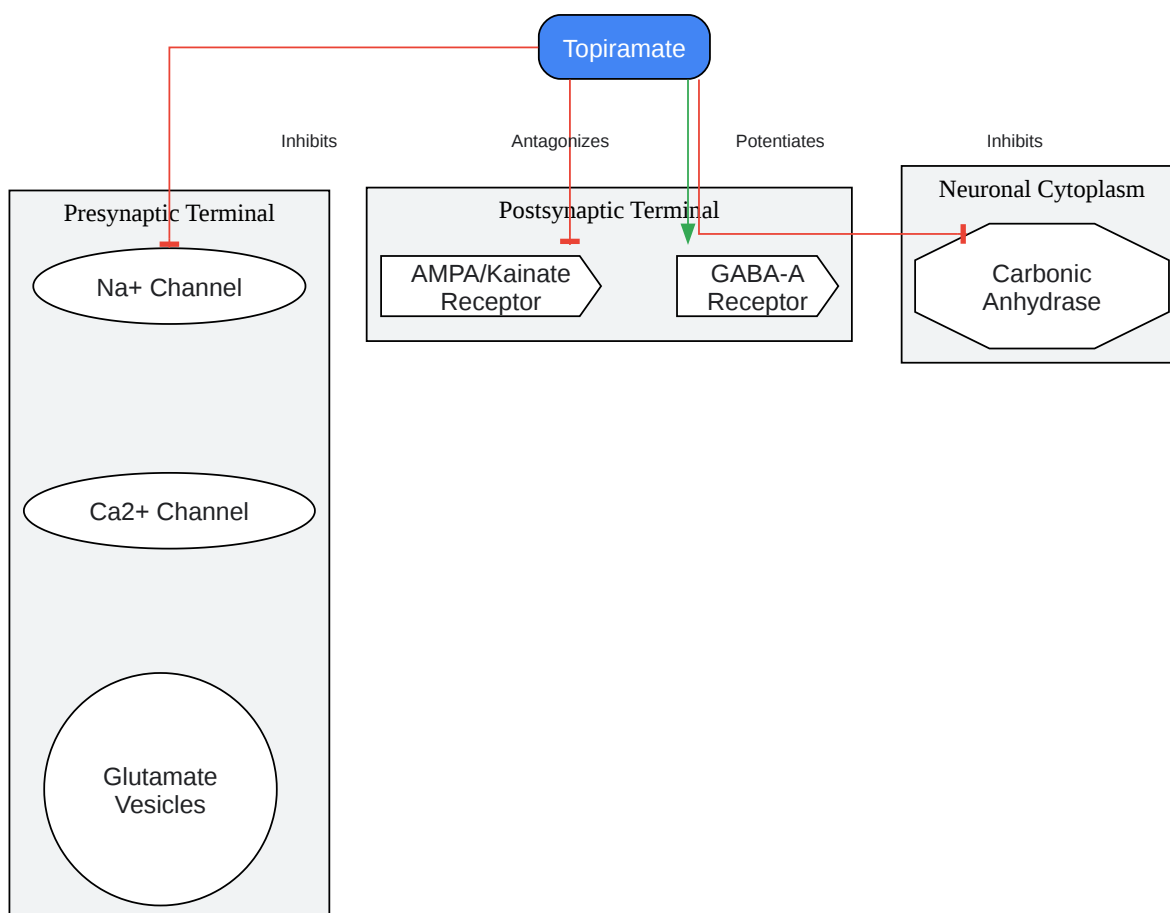 Topiramate
Inhibits
Antagonizes
Potentiates
Inhibits
Presynaptic Terminal
Na+ Channel
Ca2+ Channel
Glutamate
Vesicles
Postsynaptic Terminal
AMPA/Kainate
Receptor
GABA-A
Receptor
Neuronal Cytoplasm
Carbonic
Anhydrase